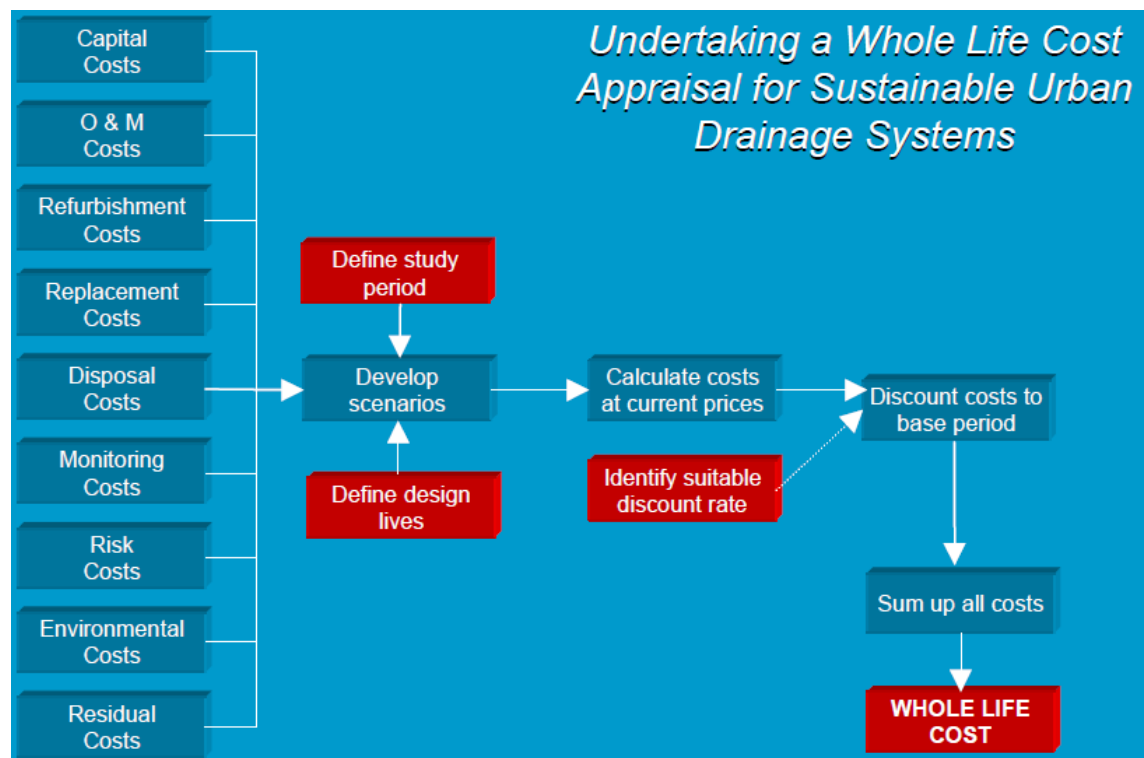 Undertaking a Whole Life Cost
Appraisal for Sustainable Urban
Drainage Systems
Capital
Costs
O & M
Costs
Refurbishment
Costs
Replacement
Costs
Disposal
Costs
Monitoring
Costs
Risk
Costs
Environmental
Costs
Residual
Costs
Define study
period
Develop
scenarios
Define design
lives
Calculate costs
at current prices
Identify suitable
discount rate
Discount costs to
base period
Sum up all costs
WHOLE LIFE
COST